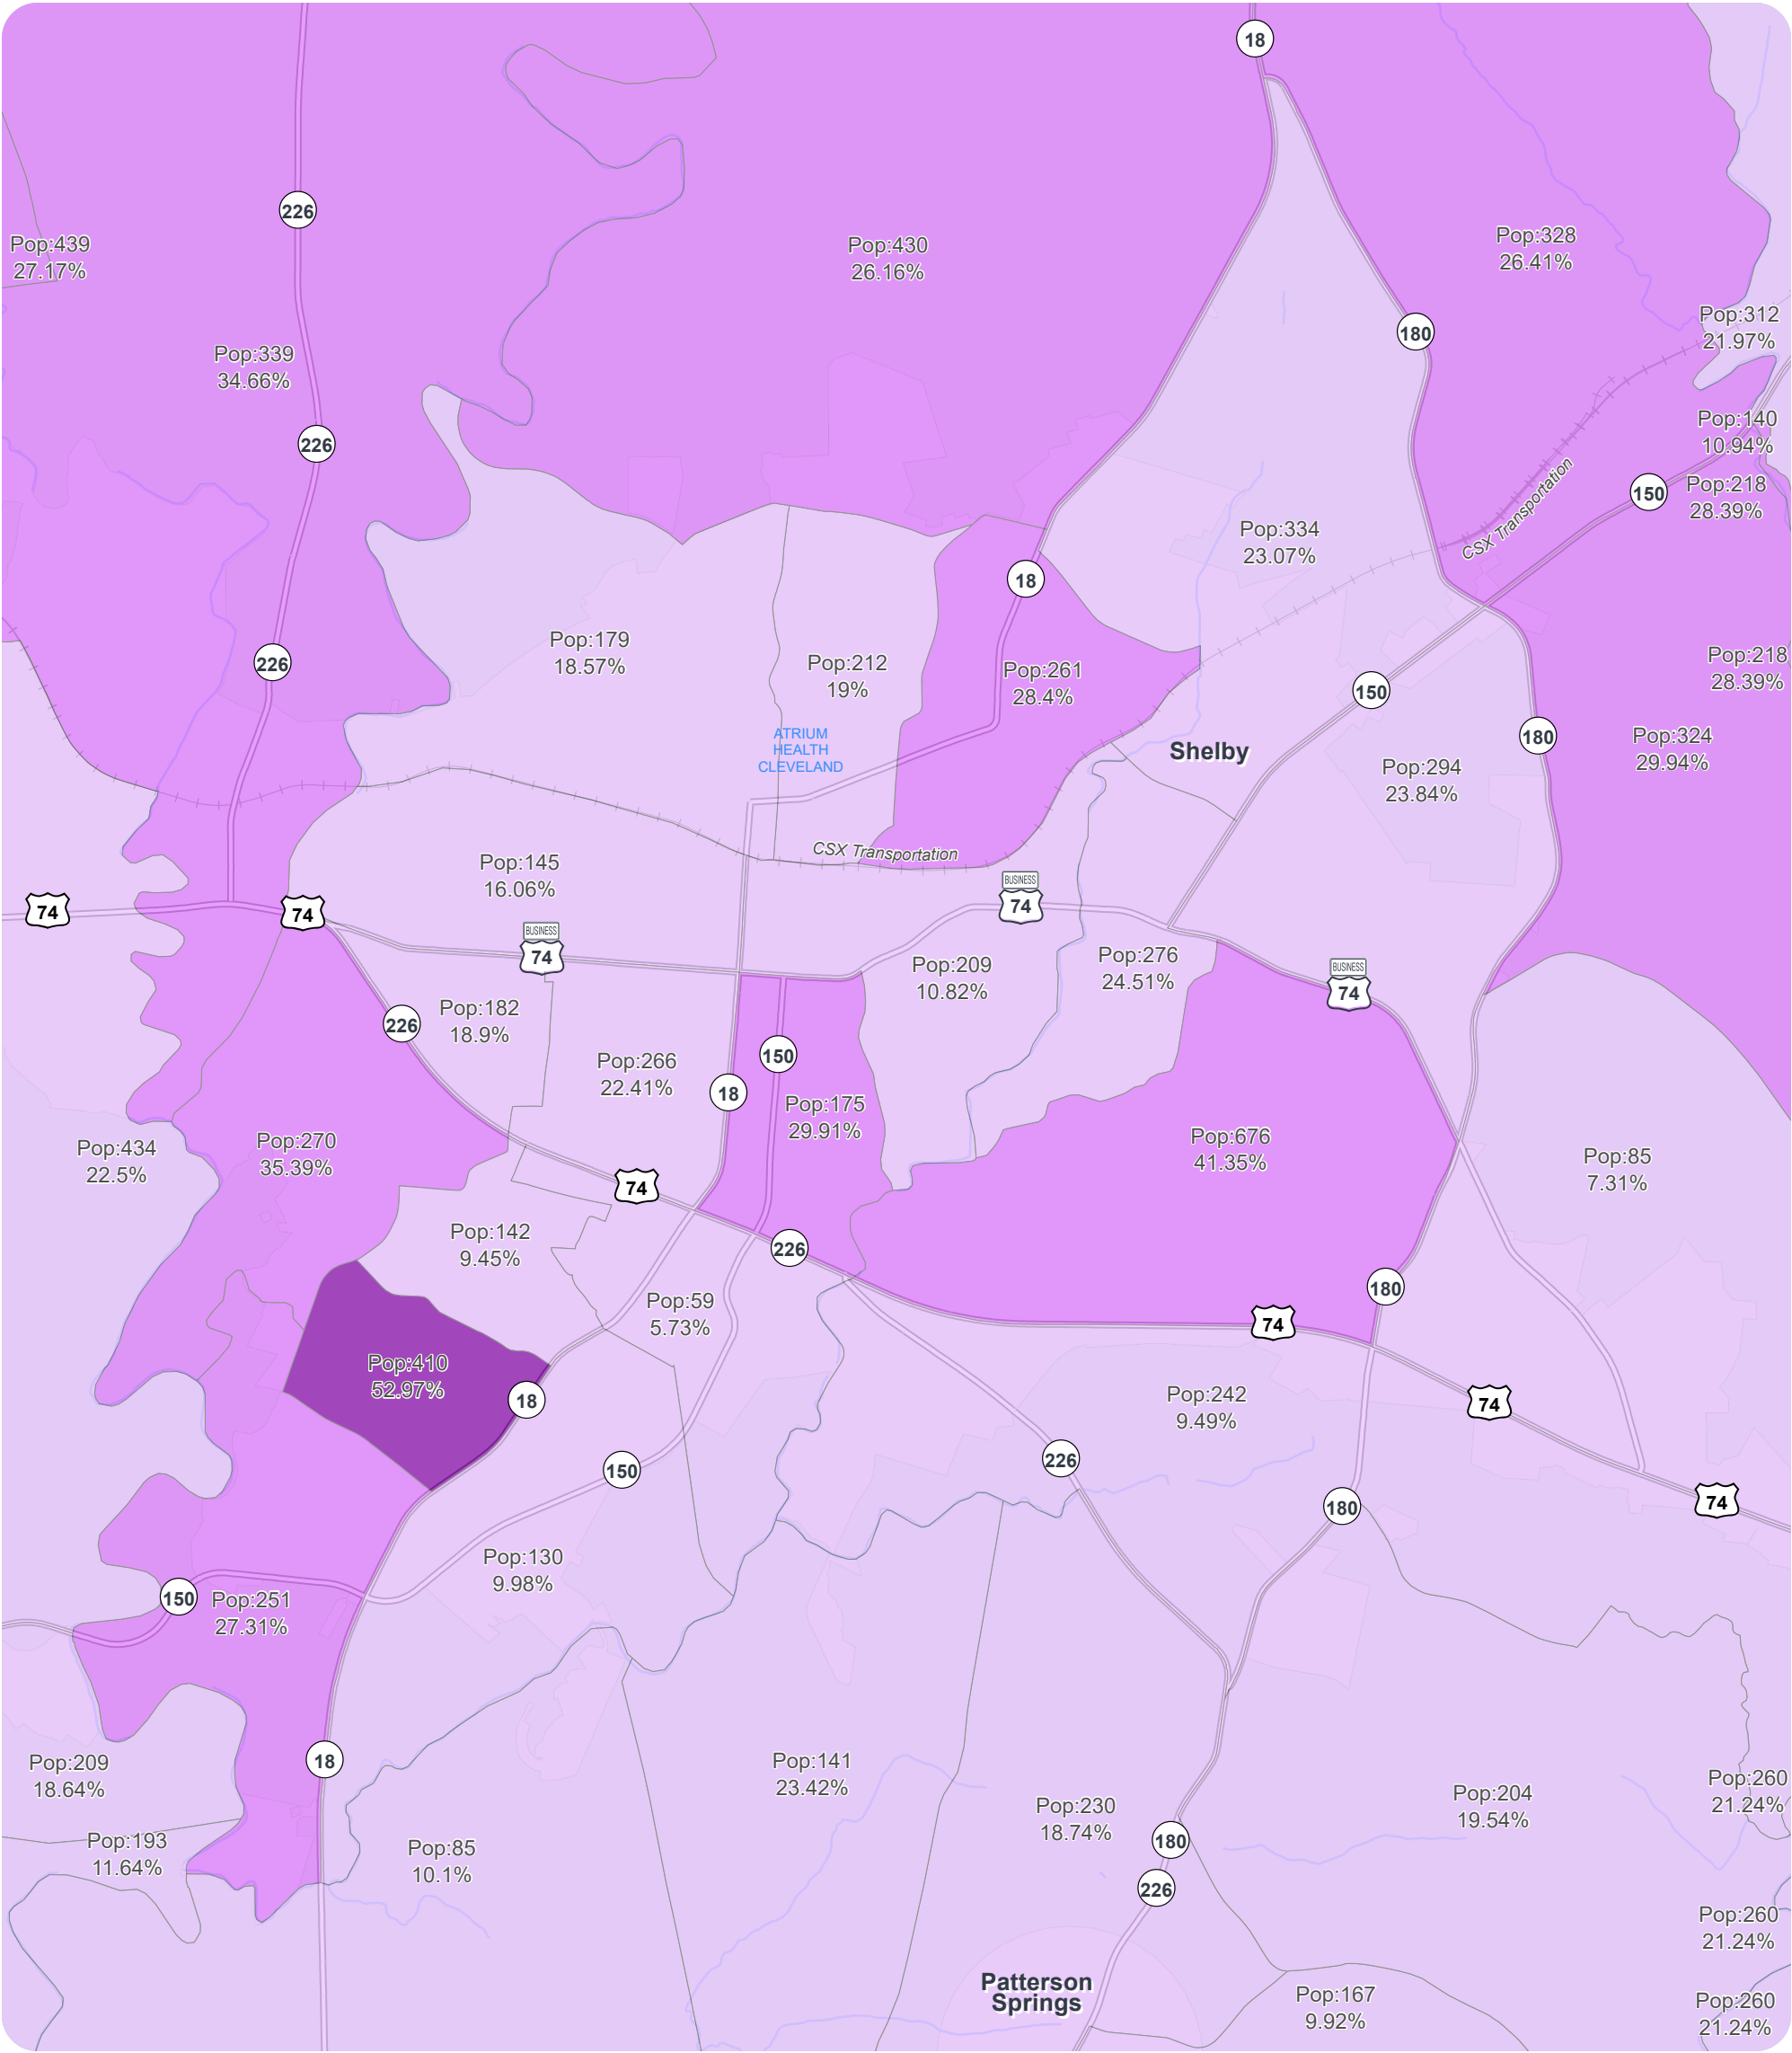 18
226
Pop:439
27.17%
Pop:430
26.16%
Pop:328
26.41%
Pop:312
21.97%
180
Pop:339
34.66%
226
Pop:140
10.94%
150
Pop:218
28.39%
CSX Transportation
Pop:334
23.07%
18
Pop:179
18.57%
226
Pop:212
19%
Pop:261
28.4%
Pop:218
28.39%
150
180
ATRIUM
HEALTH
CLEVELAND
Shelby
Pop:324
29.94%
Pop:294
23.84%
CSX Transportation
Pop:145
16.06%
74
74
BUSINESS
74
BUSINESS
74
Pop:209
10.82%
Pop:276
24.51%
BUSINESS
74
Pop:182
18.9%
226
Pop:266
22.41%
150
18
Pop:175
29.91%
Pop:434
22.5%
Pop:270
35.39%
Pop:676
41.35%
Pop:85
7.31%
74
Pop:142
9.45%
226
180
Pop:59
5.73%
74
Pop:410
52.97%
18
Pop:242
9.49%
74
150
226
180
74
Pop:130
9.98%
150
Pop:251
27.31%
18
Pop:209
18.64%
Pop:141
23.42%
Pop:230
18.74%
Pop:204
19.54%
Pop:260
21.24%
Pop:193
11.64%
Pop:85
10.1%
180
226
Pop:260
21.24%
Patterson
Springs
Pop:167
9.92%
Pop:260
21.24%